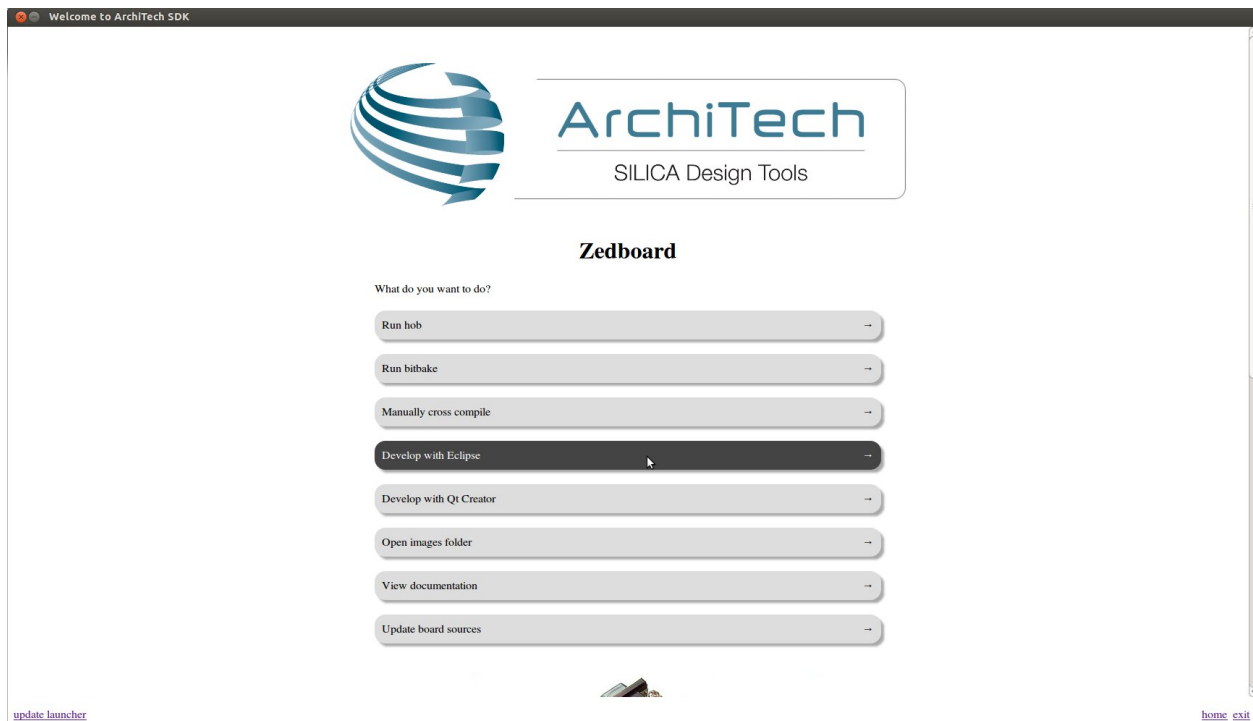 Welcome to ArchiTech SDK
ArchiTech
SILICA Design Tools
Zedboard
What do you want to do?
Run hob →
Run bitbake →
Manually cross compile →
Develop with Eclipse →
Develop with Qt Creator →
Open images folder →
View documentation →
Update board sources →
update launcher home exit